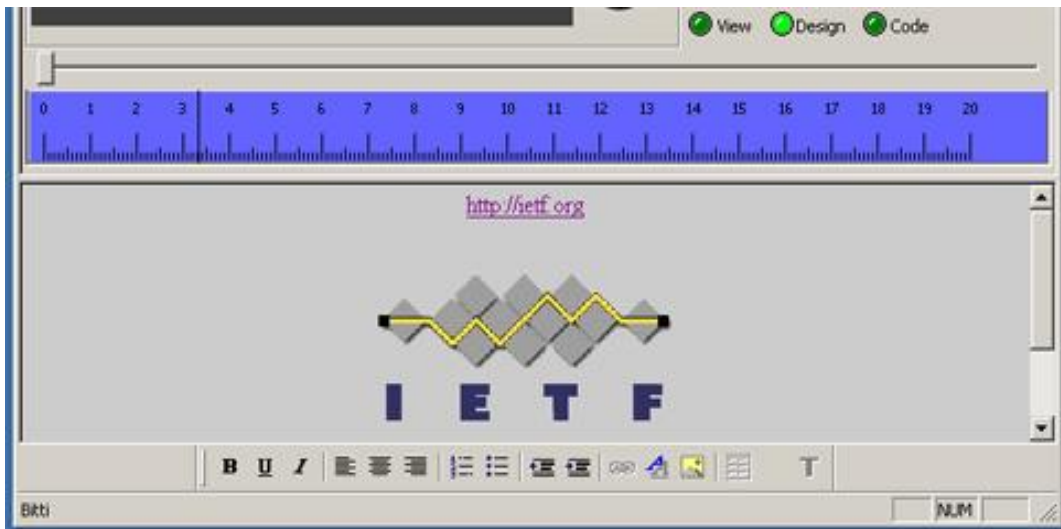 View Design Code
0 1 2 3 4 5 6 7 8 9 10 11 12 13 14 15 16 17 18 19 20
http://ietf.org
I E T F
B U I T
Bitti NUM